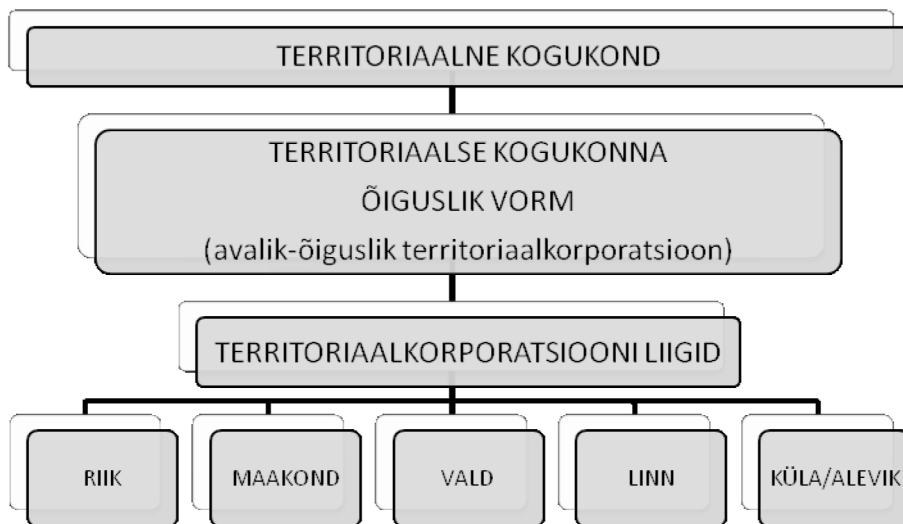 TERRITORIAALNE KOGUKOND
TERRITORIAALSE KOGUKONNA
ÕIGUSLIK VORM
(avalik-õiguslik territoriaalkorporatsioon)
TERRITORIAALKORPORATSIOONI LIIGID
RIIK
MAAKOND
VALD
LINN
KÜLA/ALEVIK